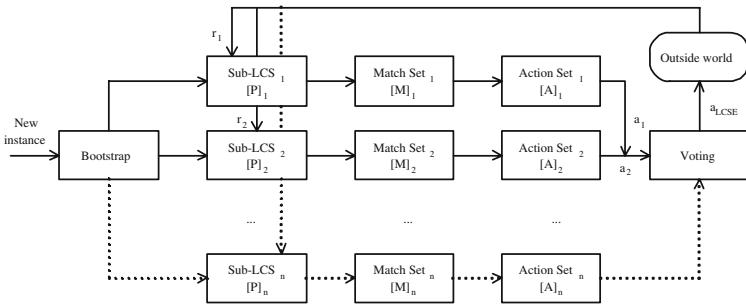 r1
Outside world
Sub-LCS 1
[P]1
Match Set 1
[M]1
Action Set 1
[A]1
New
instance
r2
a1
aLCSE
Bootstrap
Sub-LCS 2
[P]2
Match Set 2
[M]2
Action Set 2
[A]2
a2
Voting
...
...
...
Sub-LCS n
[P]n
Match Set n
[M]n
Action Set n
[A]n